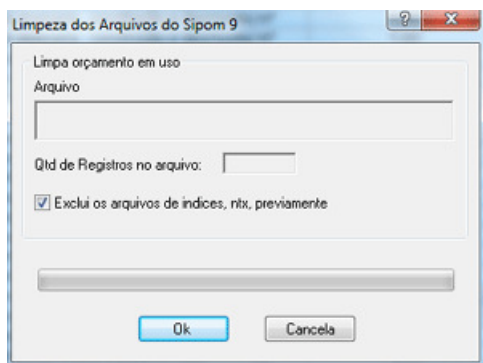 Limpeza dos Arquivos do Sipom 9
Limpa orçamento em uso
Arquivo
Qtd de Registros no arquivo:
Exclui os arquivos de indices, ntx, previamente
Ok
Cancela